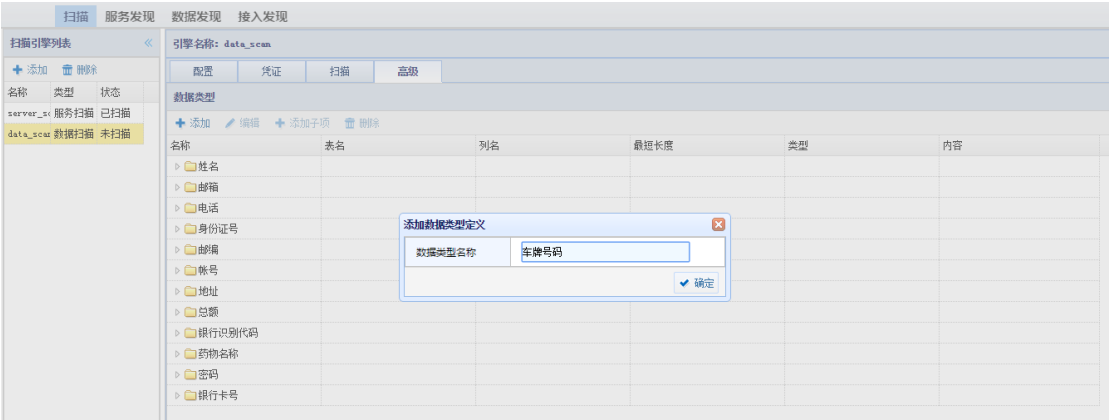 扫描 服务发现 数据发现 接入发现
扫描引擎列表 «
引擎名称: data_scan
添加 删除
配置 凭证 扫描 高级
名称 类型 状态
数据类型
server_sc 服务扫描 已扫描
添加 编辑 添加子项 删除
data_scar 数据扫描 未扫描
名称 表名 列名 最短长度 类型 内容
姓名
邮箱
电话
身份证号
邮编
帐号
地址
总额
银行识别代码
药物名称
密码
银行卡号
添加数据类型定义
数据类型名称 车牌号码
确定